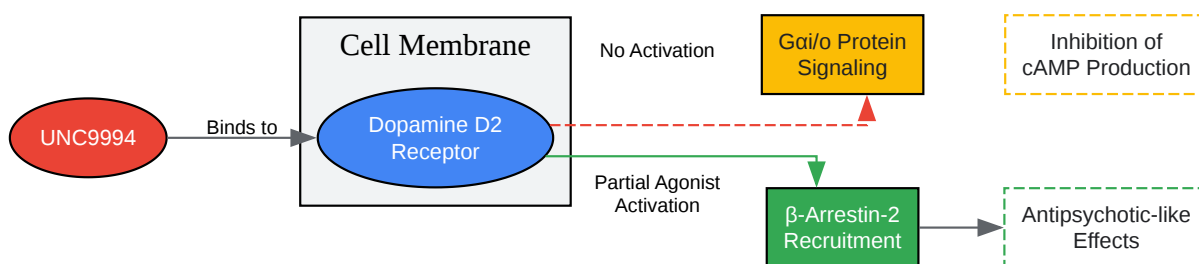 Cell Membrane
No Activation
Gαi/o Protein
Signaling
Inhibition of
cAMP Production
UNC9994
Binds to
Dopamine D2
Receptor
Partial Agonist
Activation
β-Arrestin-2
Recruitment
Antipsychotic-like
Effects